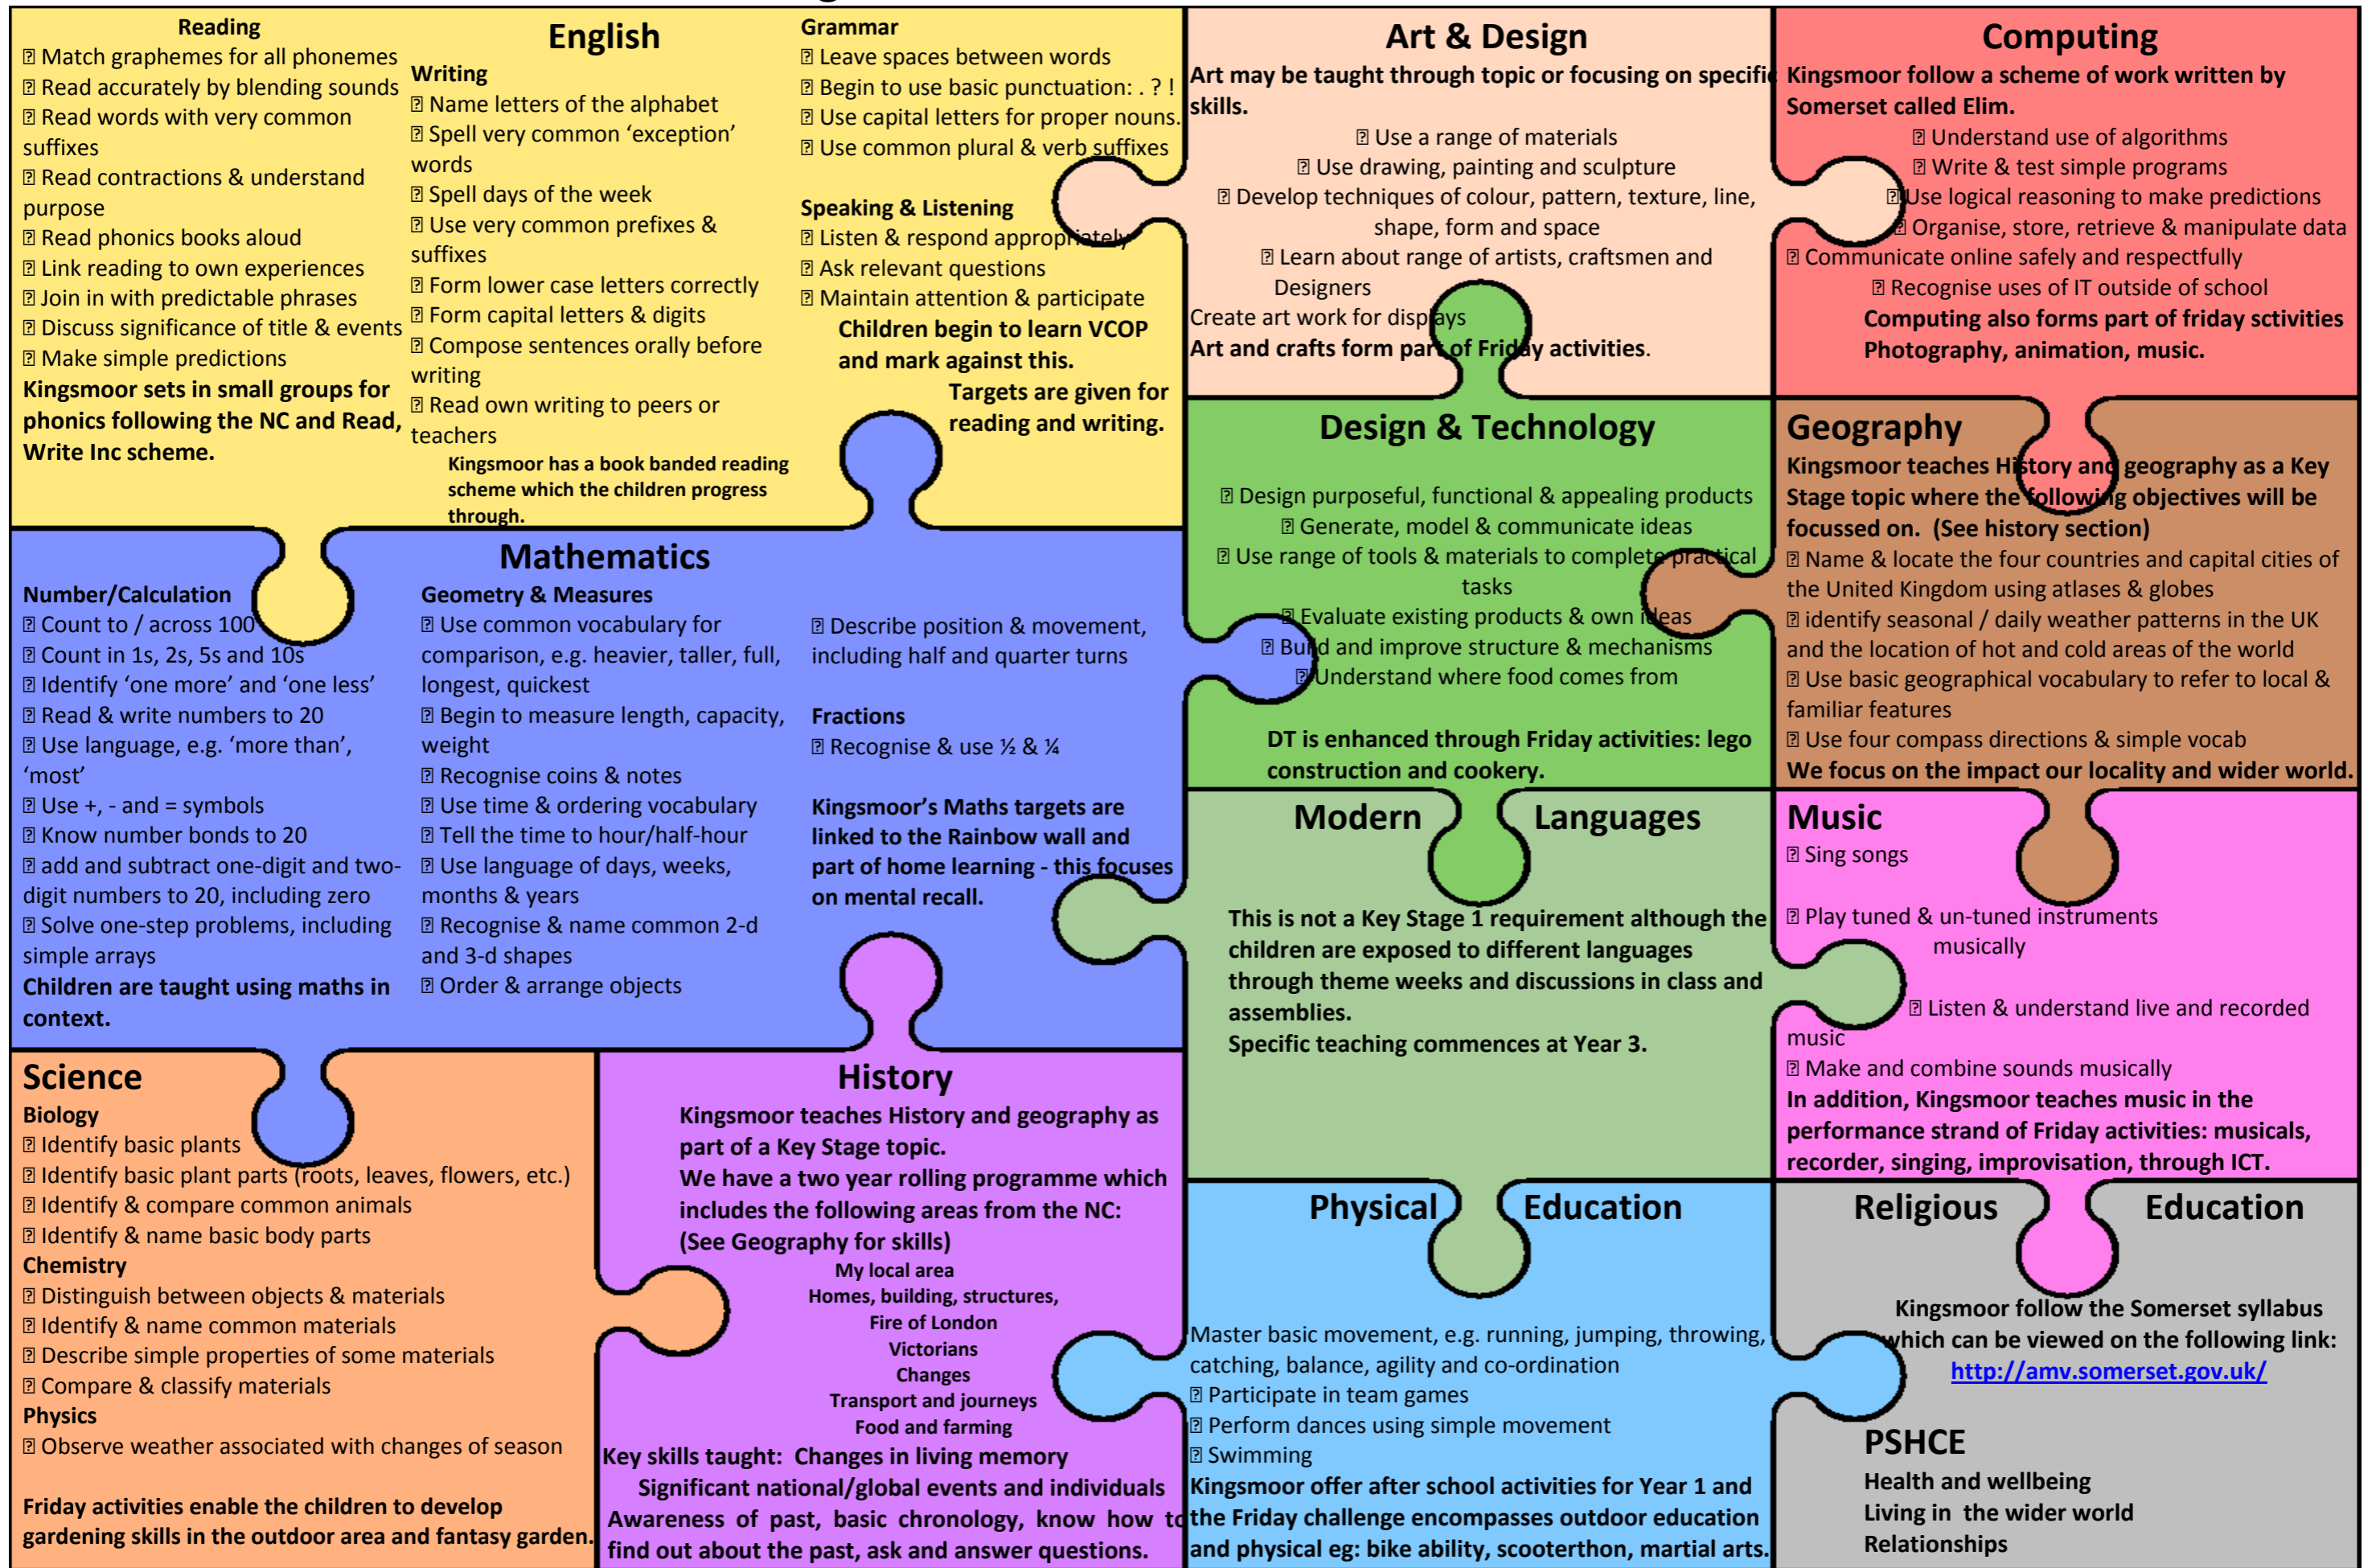 Reading
⍰ Match graphemes for all phonemes
⍰ Read accurately by blending sounds
⍰ Read words with very common
suffixes
⍰ Read contractions & understand
purpose
⍰ Read phonics books aloud
⍰ Link reading to own experiences
⍰ Join in with predictable phrases
⍰ Discuss significance of title & events
⍰ Make simple predictions
Kingsmoor sets in small groups for
phonics following the NC and Read,
Write Inc scheme.
English
Writing
⍰ Name letters of the alphabet
⍰ Spell very common ‘exception’
words
⍰ Spell days of the week
⍰ Use very common prefixes &
suffixes
⍰ Form lower case letters correctly
⍰ Form capital letters & digits
⍰ Compose sentences orally before
writing
⍰ Read own writing to peers or
teachers
Kingsmoor has a book banded reading
scheme which the children progress
through.
Grammar
⍰ Leave spaces between words
⍰ Begin to use basic punctuation: . ? !
⍰ Use capital letters for proper nouns.
⍰ Use common plural & verb suffixes
Speaking & Listening
⍰ Listen & respond appropriately
⍰ Ask relevant questions
⍰ Maintain attention & participate
Children begin to learn VCOP
and mark against this.
Targets are given for
reading and writing.
Art & Design
Art may be taught through topic or focusing on specific
skills.
⍰ Use a range of materials
⍰ Use drawing, painting and sculpture
⍰ Develop techniques of colour, pattern, texture, line,
shape, form and space
⍰ Learn about range of artists, craftsmen and
Designers
Create art work for displays
Art and crafts form part of Friday activities.
Computing
Kingsmoor follow a scheme of work written by
Somerset called Elim.
⍰ Understand use of algorithms
⍰ Write & test simple programs
⍰ Use logical reasoning to make predictions
⍰ Organise, store, retrieve & manipulate data
⍰ Communicate online safely and respectfully
⍰ Recognise uses of IT outside of school
Computing also forms part of friday sctivities
Photography, animation, music.
Mathematics
Number/Calculation
⍰ Count to / across 100
⍰ Count in 1s, 2s, 5s and 10s
⍰ Identify ‘one more’ and ‘one less’
⍰ Read & write numbers to 20
⍰ Use language, e.g. ‘more than’,
‘most’
⍰ Use +, - and = symbols
⍰ Know number bonds to 20
⍰ add and subtract one-digit and two-
digit numbers to 20, including zero
⍰ Solve one-step problems, including
simple arrays
Children are taught using maths in
context.
Geometry & Measures
⍰ Use common vocabulary for
comparison, e.g. heavier, taller, full,
longest, quickest
⍰ Begin to measure length, capacity,
weight
⍰ Recognise coins & notes
⍰ Use time & ordering vocabulary
⍰ Tell the time to hour/half-hour
⍰ Use language of days, weeks,
months & years
⍰ Recognise & name common 2-d
and 3-d shapes
⍰ Order & arrange objects
⍰ Describe position & movement,
including half and quarter turns
Fractions
⍰ Recognise & use ½ & ¼
Kingsmoor’s Maths targets are
linked to the Rainbow wall and
part of home learning - this focuses
on mental recall.
Design & Technology
⍰ Design purposeful, functional & appealing products
⍰ Generate, model & communicate ideas
⍰ Use range of tools & materials to complete practical
tasks
⍰ Evaluate existing products & own ideas
⍰ Build and improve structure & mechanisms
⍰ Understand where food comes from
DT is enhanced through Friday activities: lego
construction and cookery.
Geography
Kingsmoor teaches History and geography as a Key
Stage topic where the following objectives will be
focussed on.  (See history section)
⍰ Name & locate the four countries and capital cities of
the United Kingdom using atlases & globes
⍰ identify seasonal / daily weather patterns in the UK
and the location of hot and cold areas of the world
⍰ Use basic geographical vocabulary to refer to local &
familiar features
⍰ Use four compass directions & simple vocab
We focus on the impact our locality and wider world.
Modern Languages
This is not a Key Stage 1 requirement although the
children are exposed to different languages
through theme weeks and discussions in class and
assemblies.
Specific teaching commences at Year 3.
Music
⍰ Sing songs
⍰ Play tuned & un-tuned instruments
musically
⍰ Listen & understand live and recorded
music
⍰ Make and combine sounds musically
In addition, Kingsmoor teaches music in the
performance strand of Friday activities: musicals,
recorder, singing, improvisation, through ICT.
Science
Biology
⍰ Identify basic plants
⍰ Identify basic plant parts (roots, leaves, flowers, etc.)
⍰ Identify & compare common animals
⍰ Identify & name basic body parts
Chemistry
⍰ Distinguish between objects & materials
⍰ Identify & name common materials
⍰ Describe simple properties of some materials
⍰ Compare & classify materials
Physics
⍰ Observe weather associated with changes of season
Friday activities enable the children to develop
gardening skills in the outdoor area and fantasy garden.
History
Kingsmoor teaches History and geography as
part of a Key Stage topic.
We have a two year rolling programme which
includes the following areas from the NC:
(See Geography for skills)
My local area
Homes, building, structures,
Fire of London
Victorians
Changes
Transport and journeys
Food and farming
Key skills taught:  Changes in living memory
Significant national/global events and individuals
Awareness of past, basic chronology, know how to
find out about the past, ask and answer questions.
Physical Education
Master basic movement, e.g. running, jumping, throwing,
catching, balance, agility and co-ordination
⍰ Participate in team games
⍰ Perform dances using simple movement
⍰ Swimming
Kingsmoor offer after school activities for Year 1 and
the Friday challenge encompasses outdoor education
and physical eg: bike ability, scooterthon, martial arts.
Religious Education
Kingsmoor follow the Somerset syllabus
which can be viewed on the following link:
http://amv.somerset.gov.uk/
PSHCE
Health and wellbeing
Living in  the wider world
Relationships